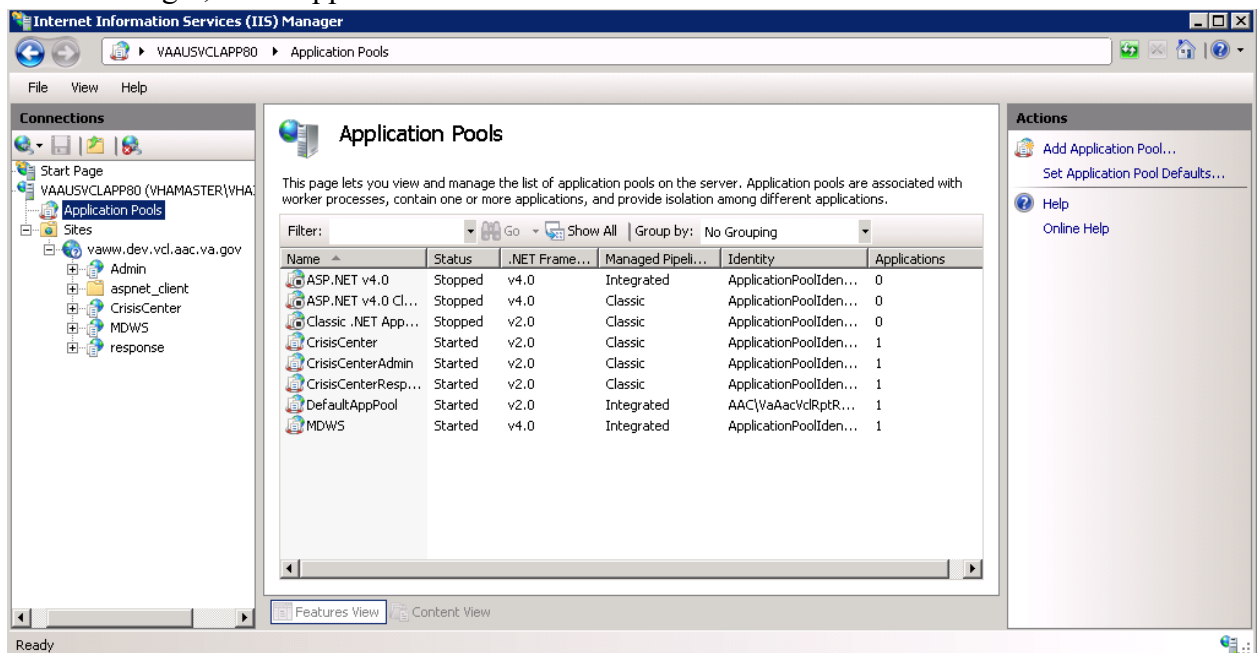 Internet Information Services (IIS) Manager
VAAUSVCLAPP80 Application Pools
File View Help
Connections
Start Page
VAAUSVCLAPP80 (VHAMASTER\VHA
Application Pools
Sites
vaww.dev.vcl.aac.va.gov
Admin
aspnet_client
CrisisCenter
MDWS
response
Application Pools
This page lets you view and manage the list of application pools on the server. Application pools are associated with
worker processes, contain one or more applications, and provide isolation among different applications.
Filter: Go Show All Group by: No Grouping
Name Status .NET Frame... Managed Pipeli... Identity Applications
ASP.NET v4.0 Stopped v4.0 Integrated ApplicationPoolIden... 0
ASP.NET v4.0 Cl... Stopped v4.0 Classic ApplicationPoolIden... 0
Classic .NET App... Stopped v2.0 Classic ApplicationPoolIden... 0
CrisisCenter Started v2.0 Classic ApplicationPoolIden... 1
CrisisCenterAdmin Started v2.0 Classic ApplicationPoolIden... 1
CrisisCenterResp... Started v2.0 Classic ApplicationPoolIden... 1
DefaultAppPool Started v2.0 Integrated AAC\VaAacVclRptR... 1
MDWS Started v4.0 Integrated ApplicationPoolIden... 1
Features View Content View
Actions
Add Application Pool...
Set Application Pool Defaults...
Help
Online Help
Ready